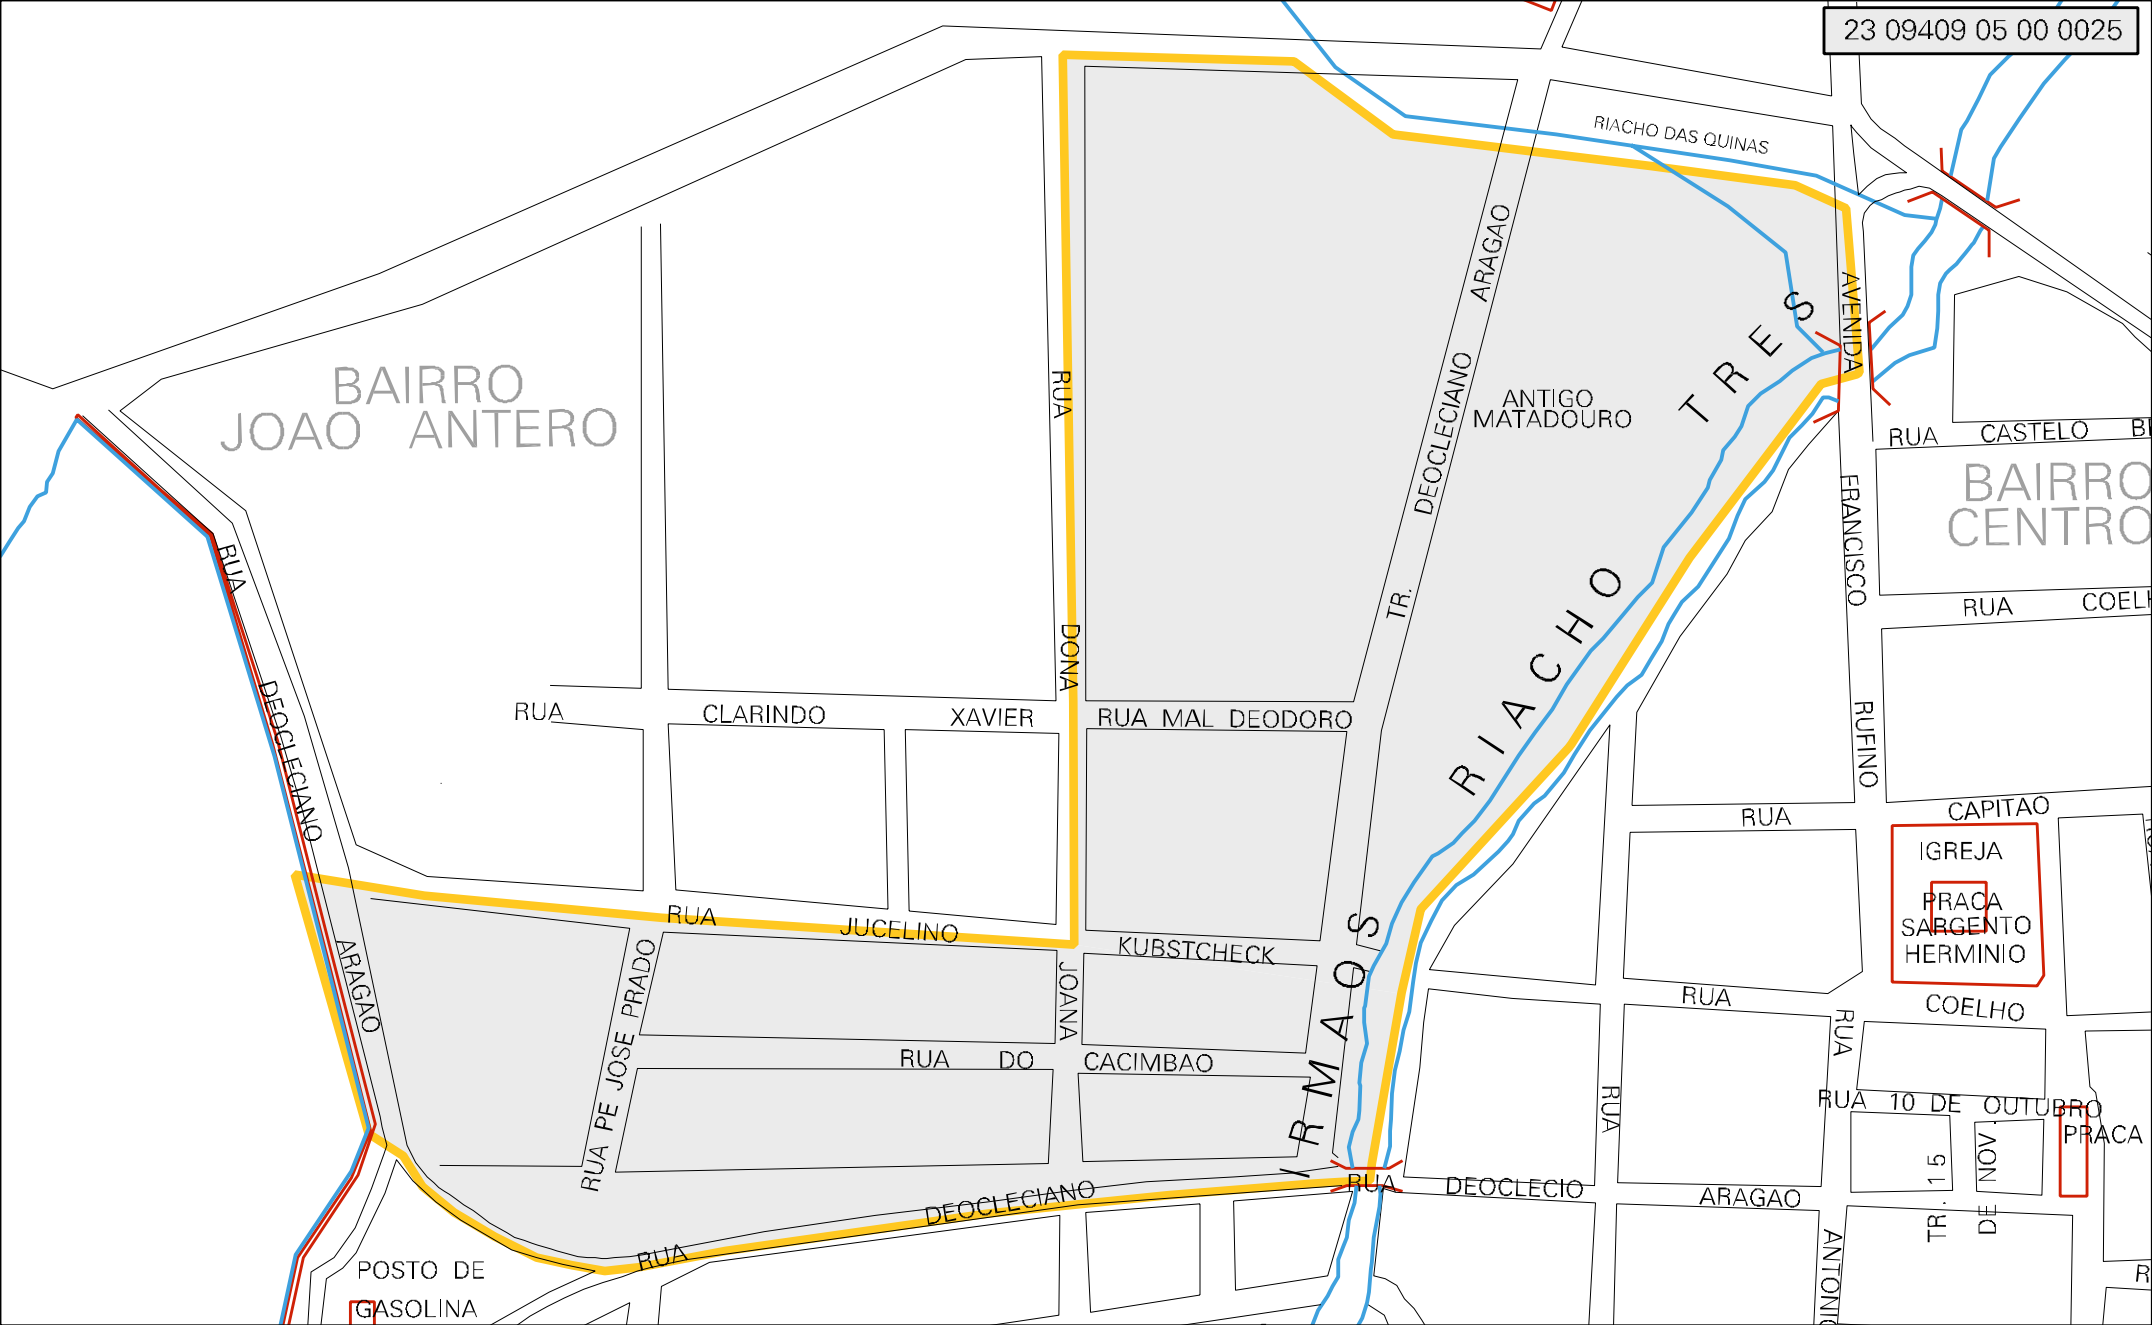 23 09409 05 00 0025
RIACHO DAS QUINAS
BAIRRO
JOAO ANTERO
RUA DONA JOANA
TR. DEOCLECIANO ARAGAO
ANTIGO
MATADOURO
RIACHO TRES IRMAOS
AVENDA FRANCISCO RUFINO
RUA CASTELO
BAIRRO
CENTRO
RUA
RUA DEOCLECIANO ARAGAO
RUA CLARINDO XAVIER
RUA MAL DEODORO
RUA CAPITAO
IGREJA
PRACA
SARGENTO
HERMINIO
RUA JUCELINO KUBSTCHECK
RUA PE JOSE PRADO
RUA COELHO
RUA DO CACIMBAO
RUA
RUA ANTONIO
RUA 10 DE OUTUBRO
PRACA
TR. 15
DE NOV.
RUA DEOCLECIO ARAGAO
RUA DEOCLECIANO
POSTO DE
GASOLINA